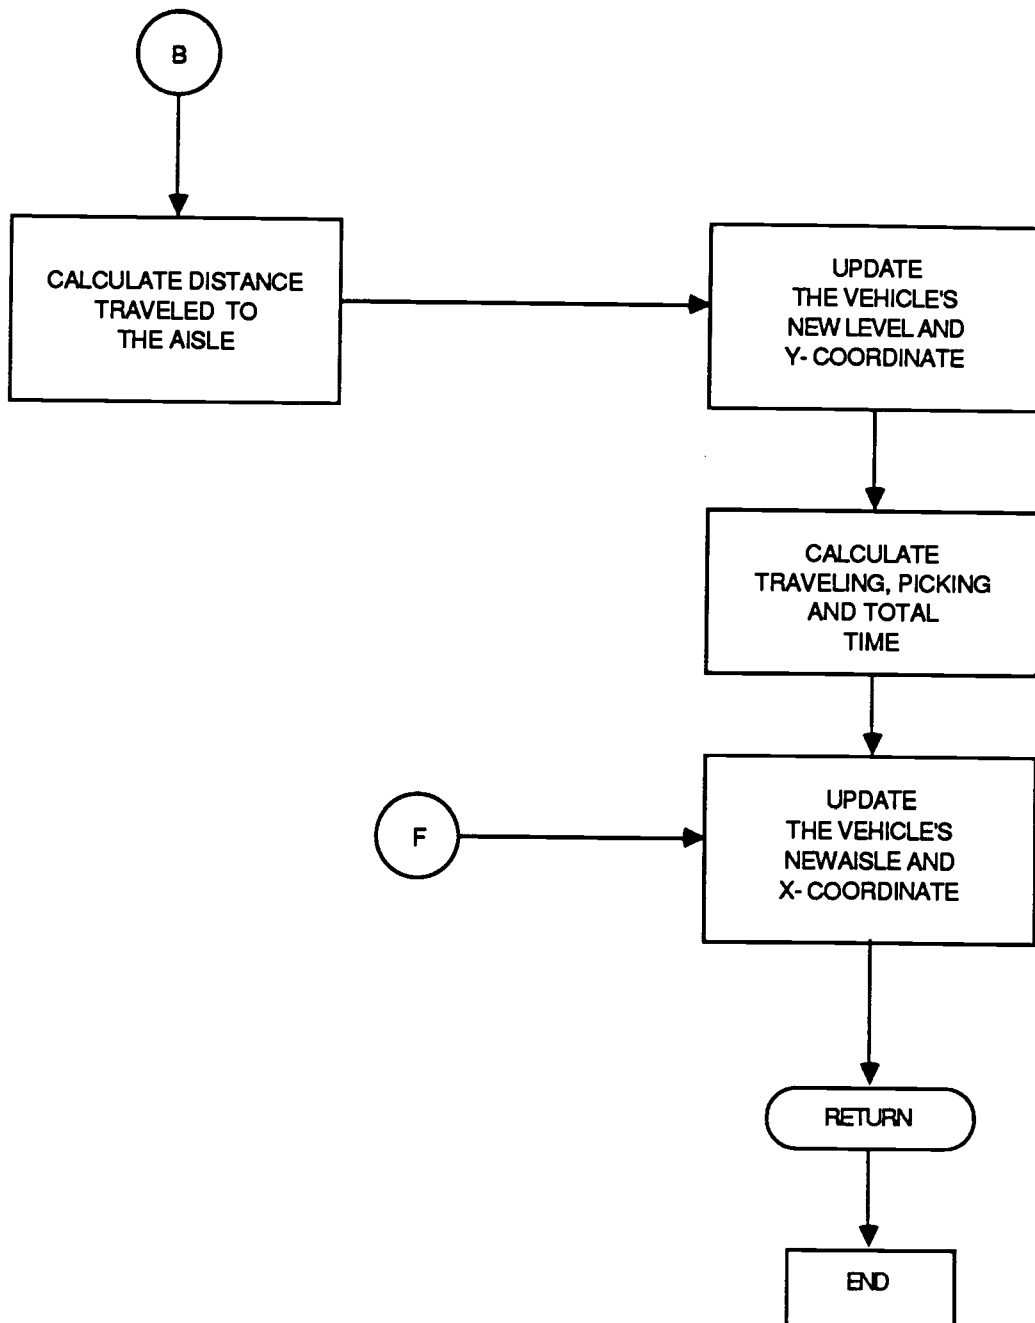 B
CALCULATE DISTANCE
TRAVELED TO
THE AISLE
UPDATE
THE VEHICLE'S
NEW LEVEL AND
Y- COORDINATE
CALCULATE
TRAVELING, PICKING
AND TOTAL
TIME
F
UPDATE
THE VEHICLE'S
NEWAISLE AND
X- COORDINATE
RETURN
END